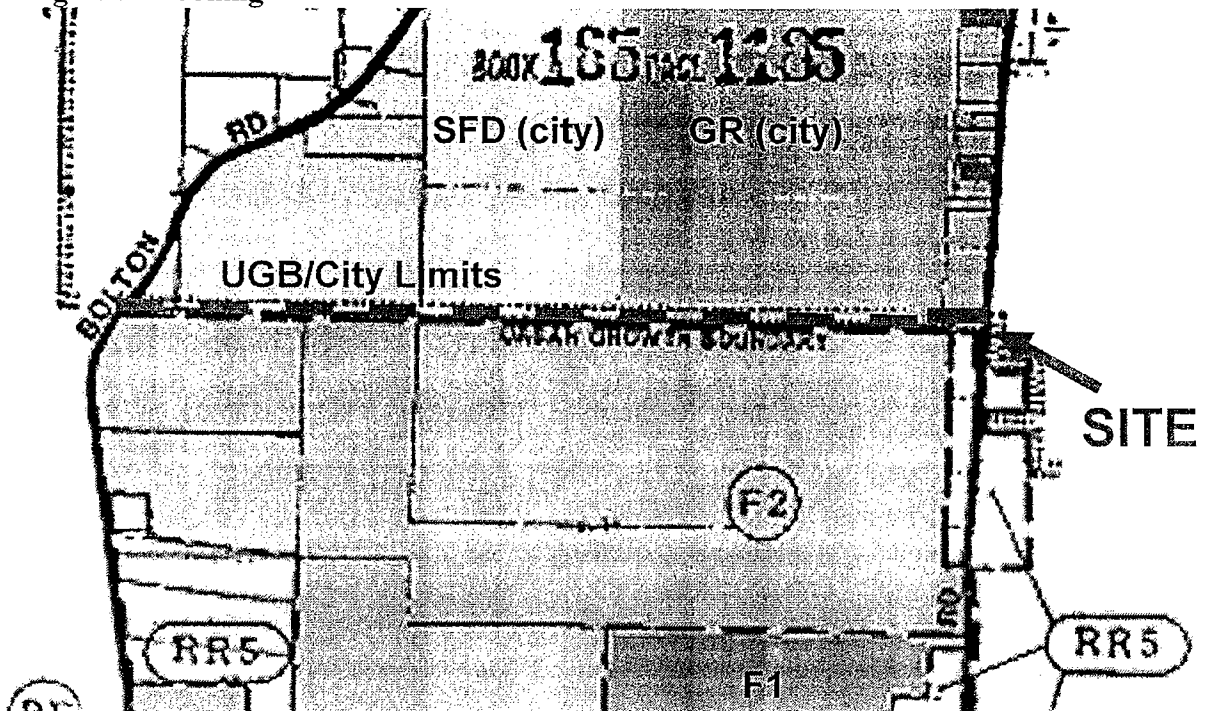 BOOK 185 PAGE 1185
RD
SFD (city)
GR (city)
BOLTON
UGB/City Limits
URBAN GROWTH BOUNDARY
SITE
F2
RD
RR5
RR5
F1